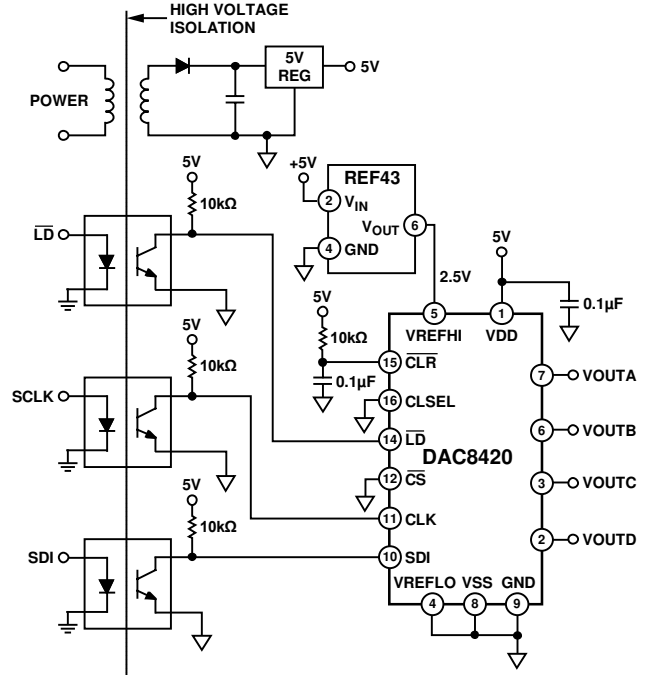 HIGH VOLTAGE
ISOLATION
POWER
5V
REG
5V
5V
10kΩ
LD
+5V
REF43
2
VIN
VOUT
6
4
GND
2.5V
5V
0.1µF
5
VREFHI
1
VDD
5V
10kΩ
15
CLR
0.1µF
16
CLSEL
14
LD
DAC8420
12
CS
11
CLK
10
SDI
7
VOUTA
6
VOUTB
3
VOUTC
2
VOUTD
VREFLO
VSS
GND
4
8
9
5V
10kΩ
SCLK
5V
10kΩ
SDI